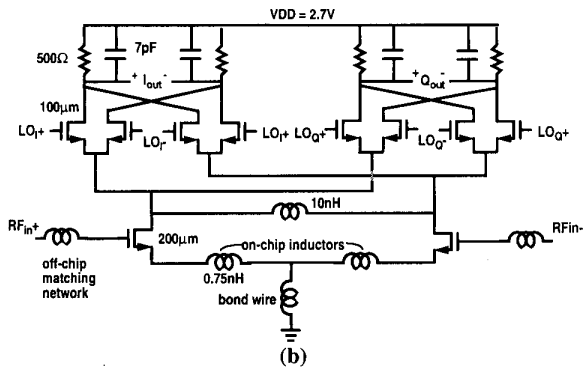 VDD = 2.7V
500Ω
7pF
+ Iout -
+ Qout -
100μm
LOI+
LOI-
LOI+
LOQ+
LOQ-
LOQ+
10nH
RFin+
200μm
on-chip inductors
RFin-
off-chip
matching
network
0.75nH
bond wire
(b)